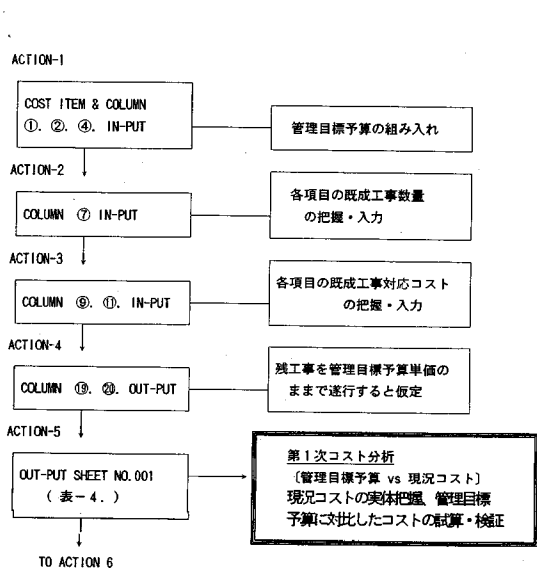 ACTION-1
COST ITEM & COLUMN
①. ②. ④. IN-PUT
管理目標予算の組み入れ
ACTION-2
COLUMN ⑦ IN-PUT
各項目の既成工事数量
の把握・入力
ACTION-3
COLUMN ⑨. ⑪. IN-PUT
各項目の既成工事対応コスト
の把握・入力
ACTION-4
COLUMN ⑲. ⑳. OUT-PUT
残工事を管理目標予算単価の
ままで遂行すると仮定
ACTION-5
OUT-PUT SHEET NO.001
( 表－4. )
第１次コスト分析
〔管理目標予算 vs 現況コスト〕
現況コストの実体把握、管理目標
予算に対比したコストの試算・検証
TO ACTION 6